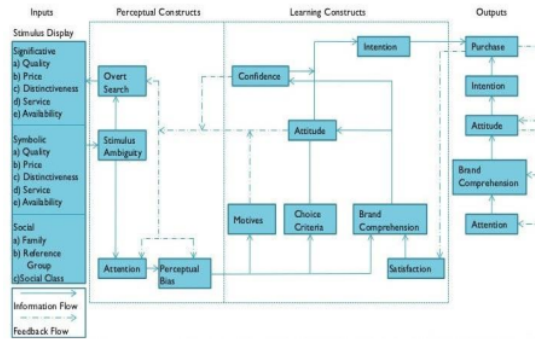 Inputs
Perceptual Constructs
Learning Constructs
Outputs
Stimulus Display
Significative
a) Quality
b) Price
c) Distinctiveness
d) Service
e) Availability
Symbolic
a) Quality
b) Price
c) Distinctiveness
d) Service
e) Availability
Social
a) Family
b) Reference
Group
c)Social Class
Information Flow
Feedback Flow
Overt
Search
Stimulus
Ambiguity
Attention
Perceptual
Bias
Intention
Confidence
Attitude
Motives
Choice
Criteria
Brand
Comprehension
Satisfaction
Purchase
Intention
Attitude
Brand
Comprehension
Attention